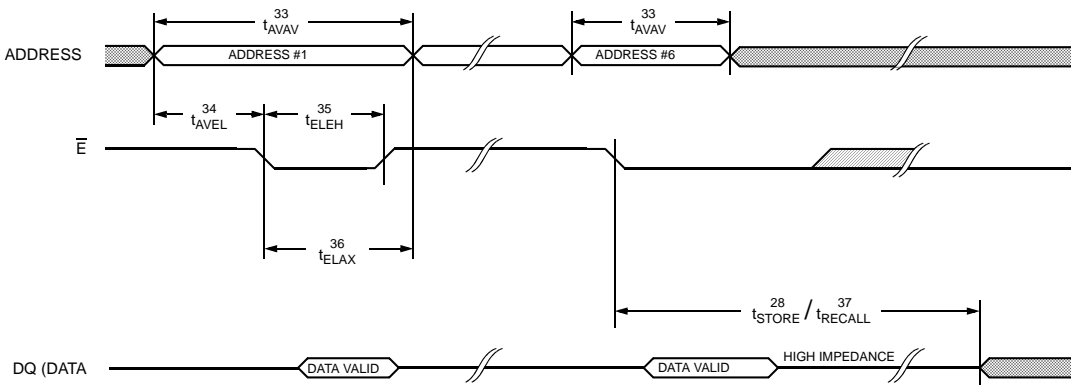 33
tAVAV
33
tAVAV
ADDRESS
ADDRESS #1
ADDRESS #6
34
tAVEL
35
tELEH
E
36
tELAX
28 37
tSTORE / tRECALL
DQ (DATA
DATA VALID
DATA VALID
HIGH IMPEDANCE